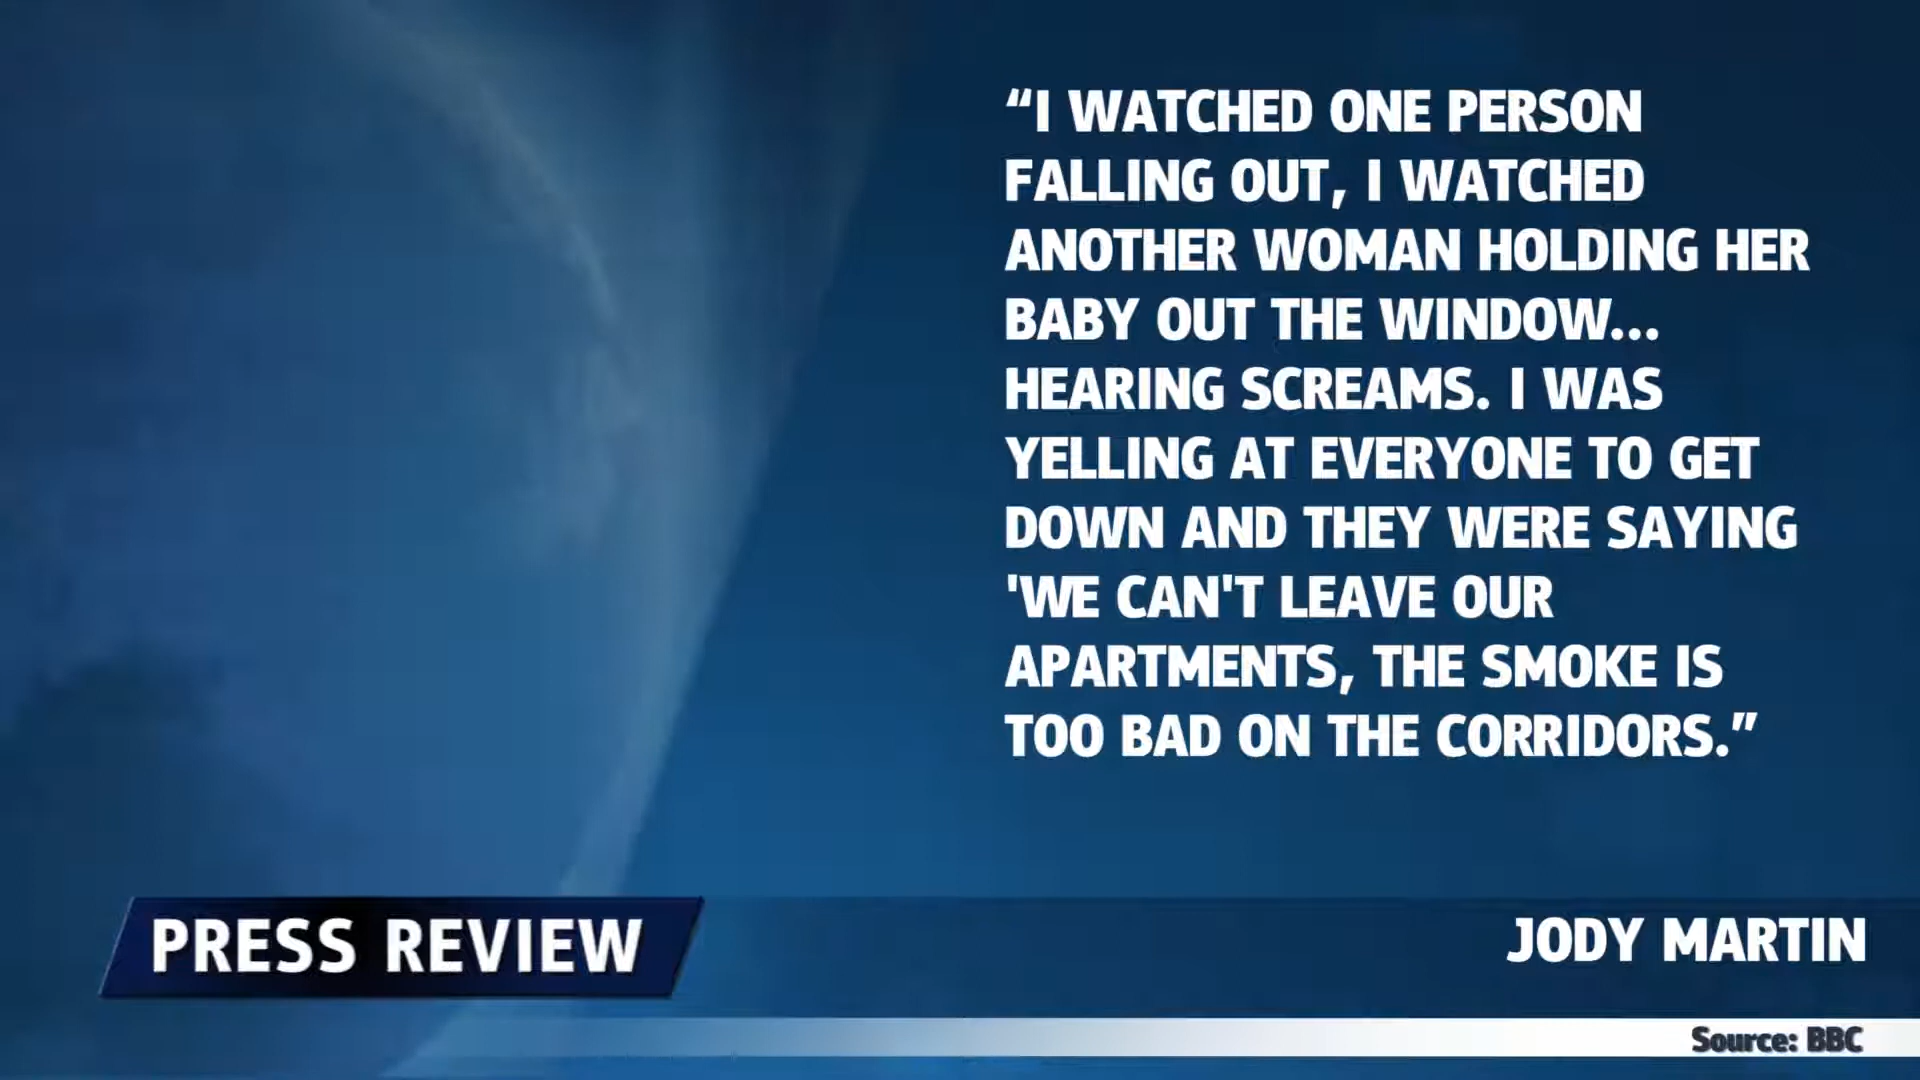 “I WATCHED ONE PERSON
FALLING OUT, I WATCHED
ANOTHER WOMAN HOLDING HER
BABY OUT THE WINDOW...
HEARING SCREAMS. I WAS
YELLING AT EVERYONE TO GET
DOWN AND THEY WERE SAYING
'WE CAN'T LEAVE OUR
APARTMENTS, THE SMOKE IS
TOO BAD ON THE CORRIDORS.”
PRESS REVIEW
JODY MARTIN
Source: BBC